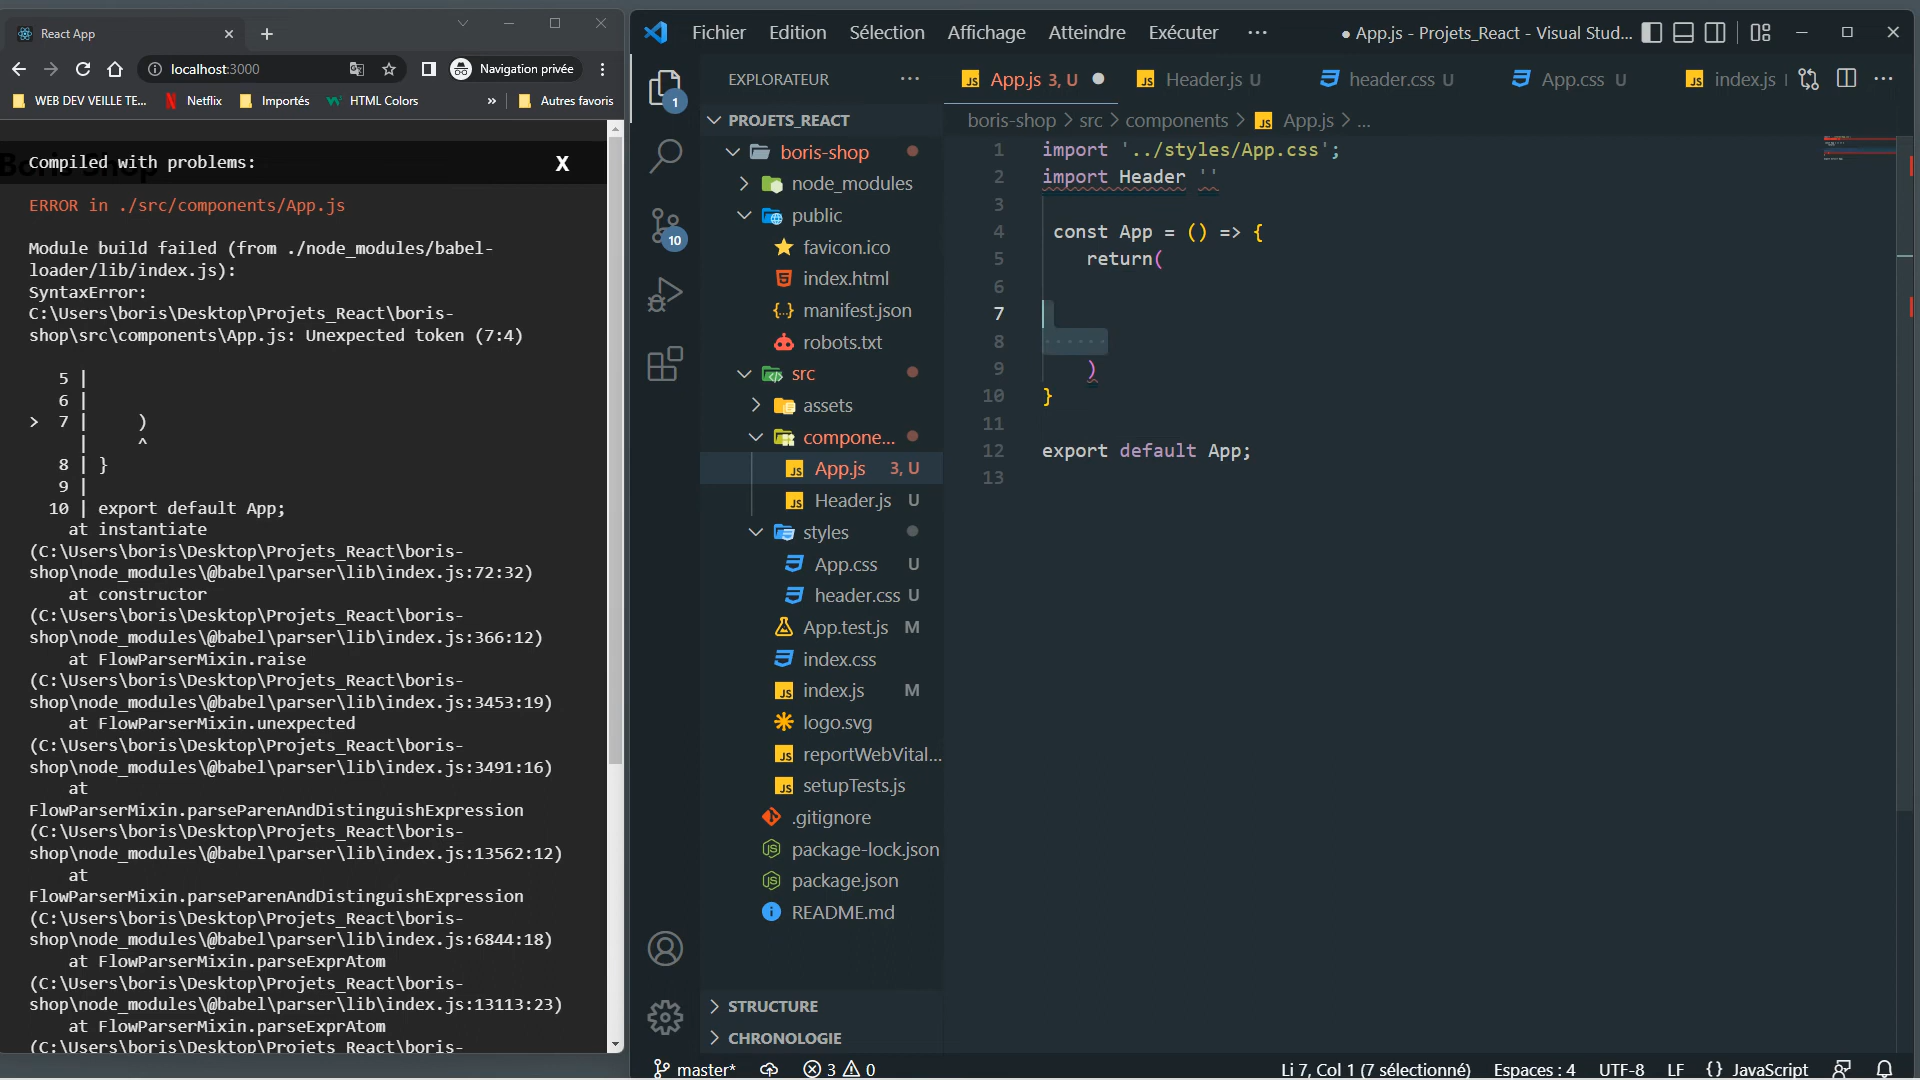 React App
localhost:3000
Navigation privée
WEB DEV VEILLE TE...
Netflix
Importés
HTML Colors
»
Autres favoris
Boris Shop
Compiled with problems:
X
ERROR in ./src/components/App.js
Module build failed (from ./node_modules/babel-
loader/lib/index.js):
SyntaxError:
C:\Users\boris\Desktop\Projets_React\boris-
shop\src\components\App.js: Unexpected token (7:4)
5 |
6 |
> 7 |     )
|     ^
8 | }
9 |
10 | export default App;
at instantiate
(C:\Users\boris\Desktop\Projets_React\boris-
shop\node_modules\@babel\parser\lib\index.js:72:32)
at constructor
(C:\Users\boris\Desktop\Projets_React\boris-
shop\node_modules\@babel\parser\lib\index.js:366:12)
at FlowParserMixin.raise
(C:\Users\boris\Desktop\Projets_React\boris-
shop\node_modules\@babel\parser\lib\index.js:3453:19)
at FlowParserMixin.unexpected
(C:\Users\boris\Desktop\Projets_React\boris-
shop\node_modules\@babel\parser\lib\index.js:3491:16)
at
FlowParserMixin.parseParenAndDistinguishExpression
(C:\Users\boris\Desktop\Projets_React\boris-
shop\node_modules\@babel\parser\lib\index.js:13562:12)
at
FlowParserMixin.parseParenAndDistinguishExpression
(C:\Users\boris\Desktop\Projets_React\boris-
shop\node_modules\@babel\parser\lib\index.js:6844:18)
at FlowParserMixin.parseExprAtom
(C:\Users\boris\Desktop\Projets_React\boris-
shop\node_modules\@babel\parser\lib\index.js:13113:23)
at FlowParserMixin.parseExprAtom
(C:\Users\boris\Desktop\Projets_React\boris-
Fichier Edition Sélection Affichage Atteindre Exécuter ...
● App.js - Projets_React - Visual Stud...
1
10
EXPLORATEUR ...
PROJETS_REACT
boris-shop
node_modules
public
favicon.ico
index.html
manifest.json
robots.txt
src
assets
compone...
App.js 3, U
Header.js U
styles
App.css U
header.css U
App.test.js M
index.css
index.js M
logo.svg
reportWebVital...
setupTests.js
.gitignore
package-lock.json
package.json
README.md
STRUCTURE
CHRONOLOGIE
App.js 3, U
Header.js U
header.css U
App.css U
index.js
boris-shop > src > components > App.js > ...
1 import '../styles/App.css';
2 import Header ''
3
4 const App = () => {
5 return(
6
7
8
9 )
10 }
11
12 export default App;
13
master*
3 0
Li 7, Col 1 (7 sélectionné)
Espaces : 4
UTF-8
LF
{} JavaScript